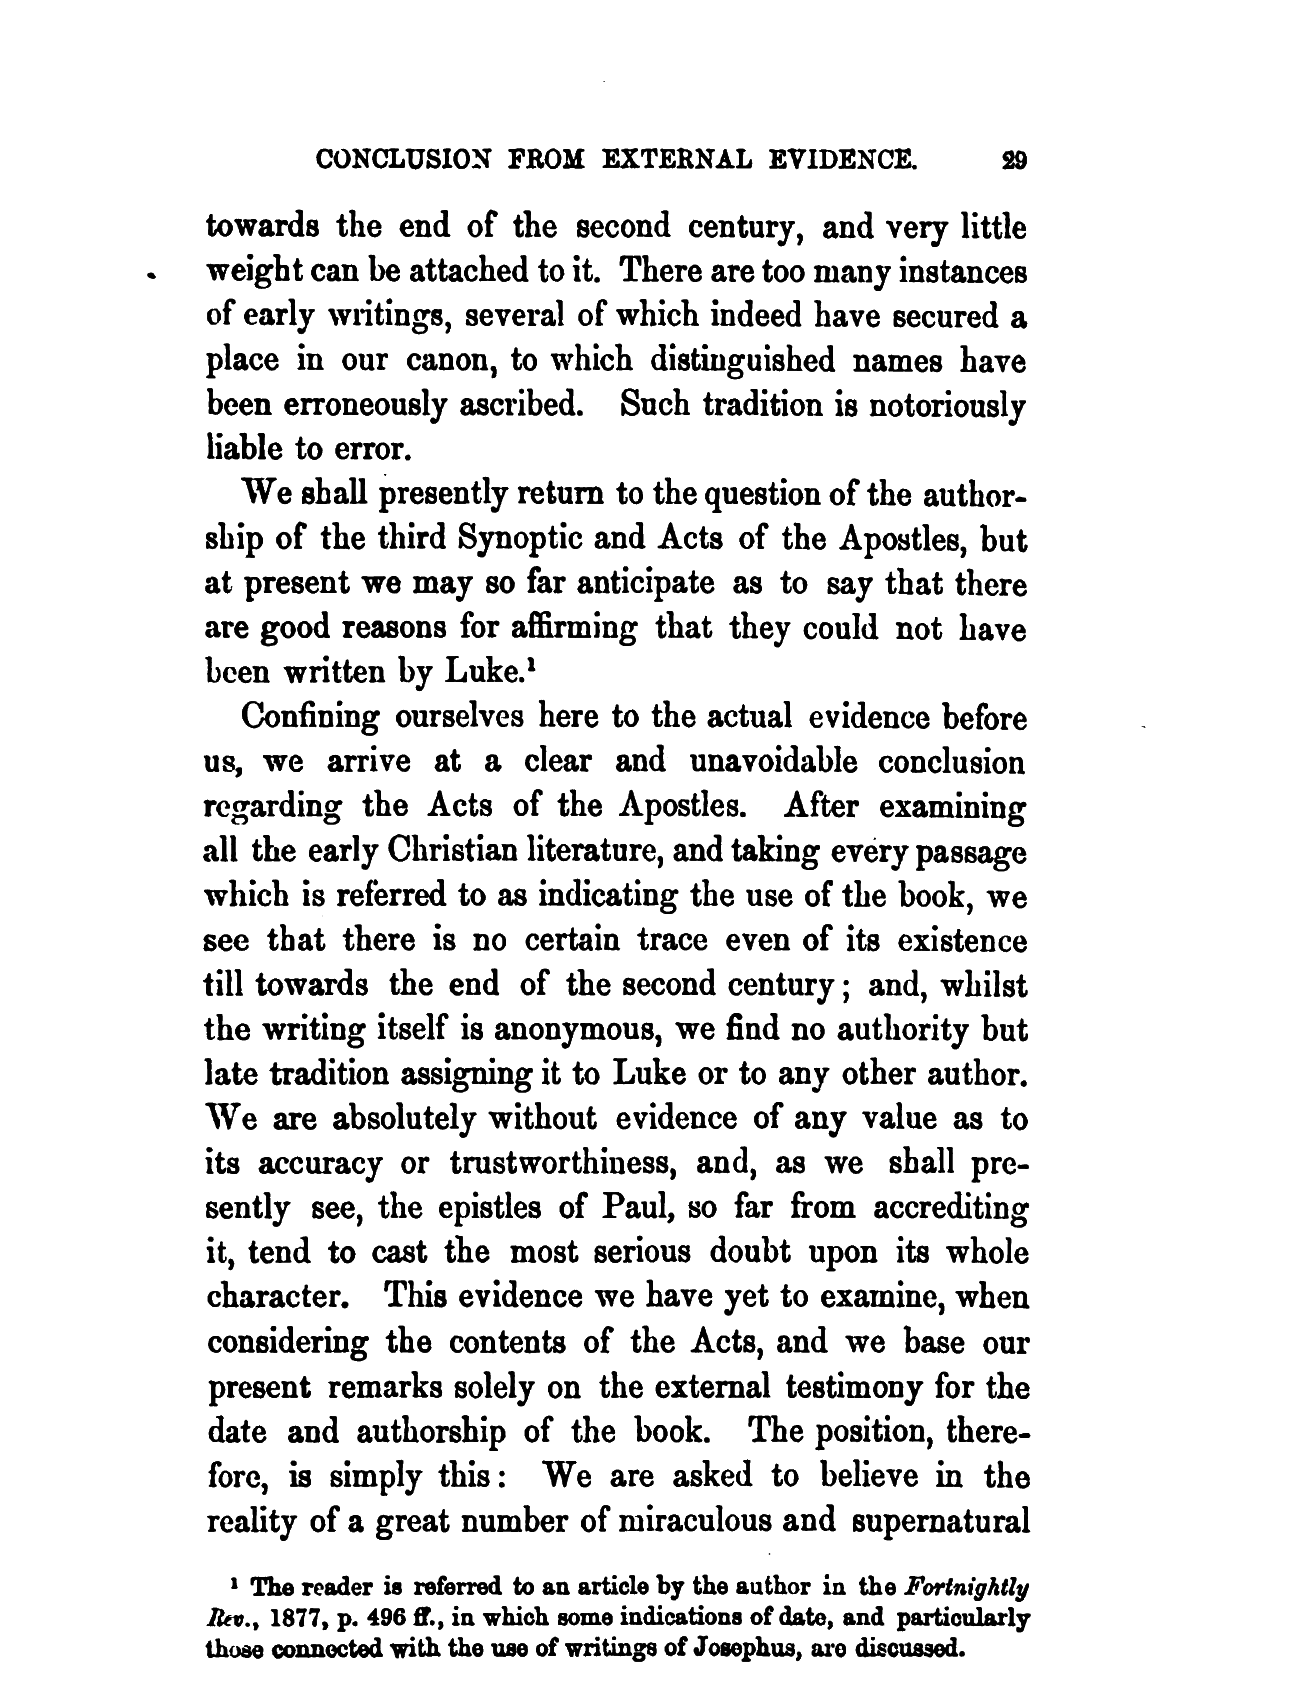 CONCLUSION FROM EXTERNAL EVIDENCE. 29
towards the end of the second century, and very little
weight can be attached to it. There are too many instances
of early writings, several of which indeed have secured a
place in our canon, to which distinguished names have
been erroneously ascribed. Such tradition is notoriously
liable to error.
We shall presently return to the question of the author-
ship of the third Synoptic and Acts of the Apostles, but
at present we may so far anticipate as to say that there
are good reasons for affirming that they could not have
been written by Luke.¹
Confining ourselves here to the actual evidence before
us, we arrive at a clear and unavoidable conclusion
regarding the Acts of the Apostles. After examining
all the early Christian literature, and taking every passage
which is referred to as indicating the use of the book, we
see that there is no certain trace even of its existence
till towards the end of the second century; and, whilst
the writing itself is anonymous, we find no authority but
late tradition assigning it to Luke or to any other author.
We are absolutely without evidence of any value as to
its accuracy or trustworthiness, and, as we shall pre-
sently see, the epistles of Paul, so far from accrediting
it, tend to cast the most serious doubt upon its whole
character. This evidence we have yet to examine, when
considering the contents of the Acts, and we base our
present remarks solely on the external testimony for the
date and authorship of the book. The position, there-
fore, is simply this: We are asked to believe in the
reality of a great number of miraculous and supernatural
¹ The reader is referred to an article by the author in the Fortnightly
Rev., 1877, p. 496 ff., in which some indications of date, and particularly
those connected with the use of writings of Josephus, are discussed.